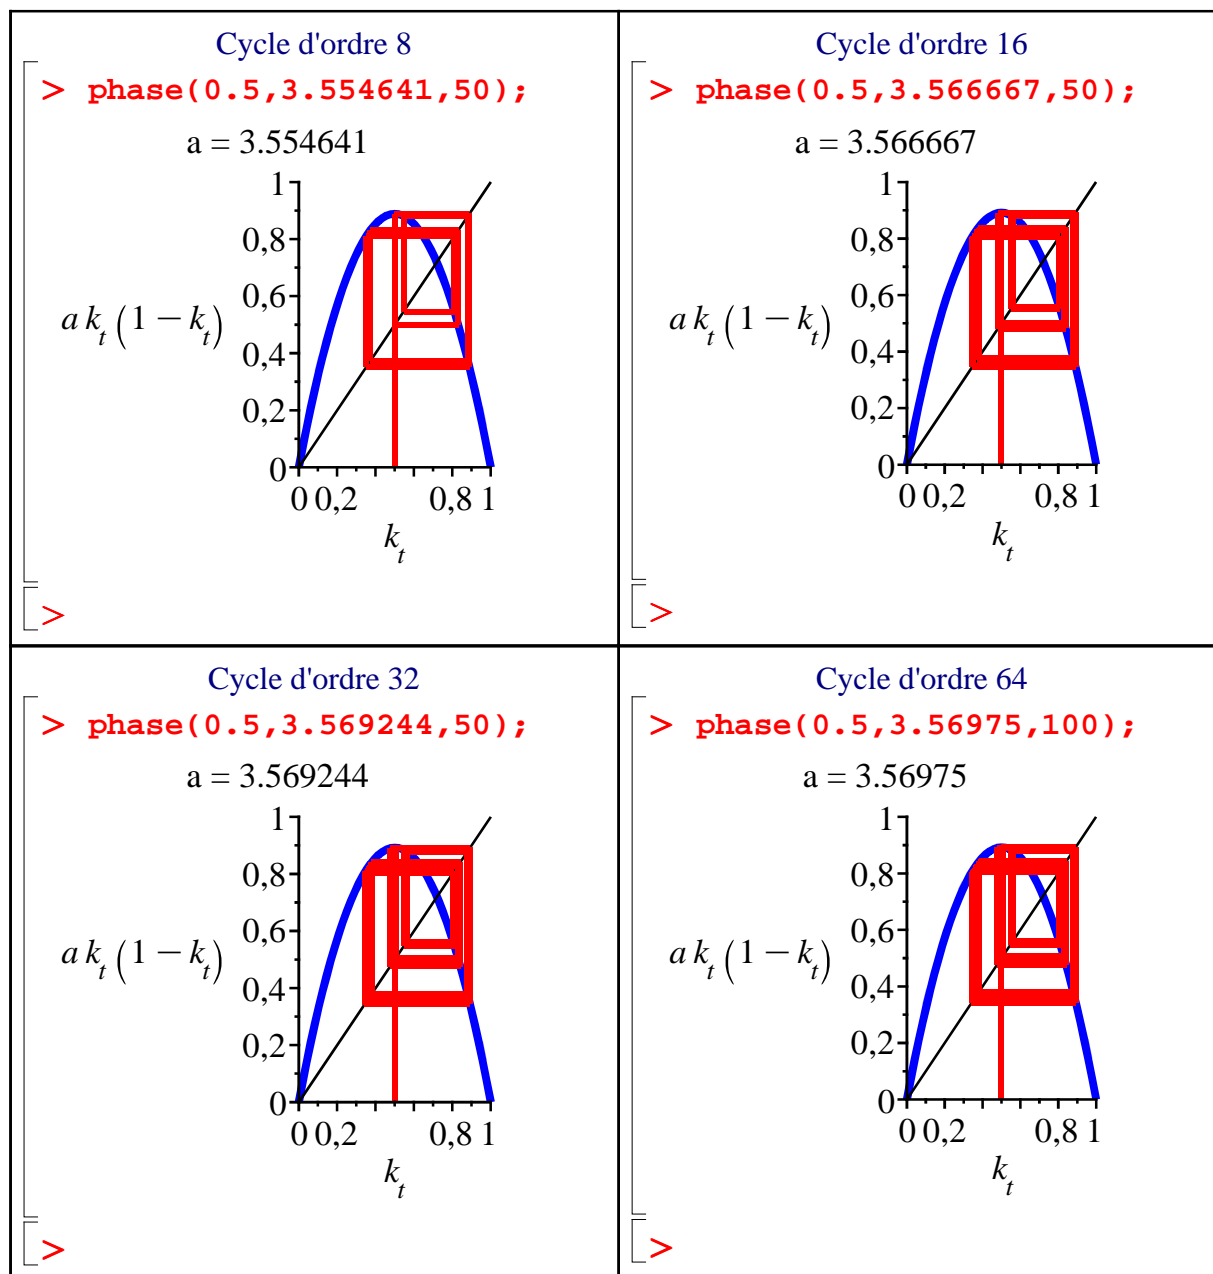 Cycle d'ordre 8
> phase(0.5,3.554641,50);
a = 3.554641
1
0,8
0,6
a k_t (1 − k_t)
0,4
0,2
0
0 0,2 0,8 1
k_t
>
Cycle d'ordre 16
> phase(0.5,3.566667,50);
a = 3.566667
1
0,8
0,6
a k_t (1 − k_t)
0,4
0,2
0
0 0,2 0,8 1
k_t
>
Cycle d'ordre 32
> phase(0.5,3.569244,50);
a = 3.569244
1
0,8
0,6
a k_t (1 − k_t)
0,4
0,2
0
0 0,2 0,8 1
k_t
>
Cycle d'ordre 64
> phase(0.5,3.56975,100);
a = 3.56975
1
0,8
0,6
a k_t (1 − k_t)
0,4
0,2
0
0 0,2 0,8 1
k_t
>